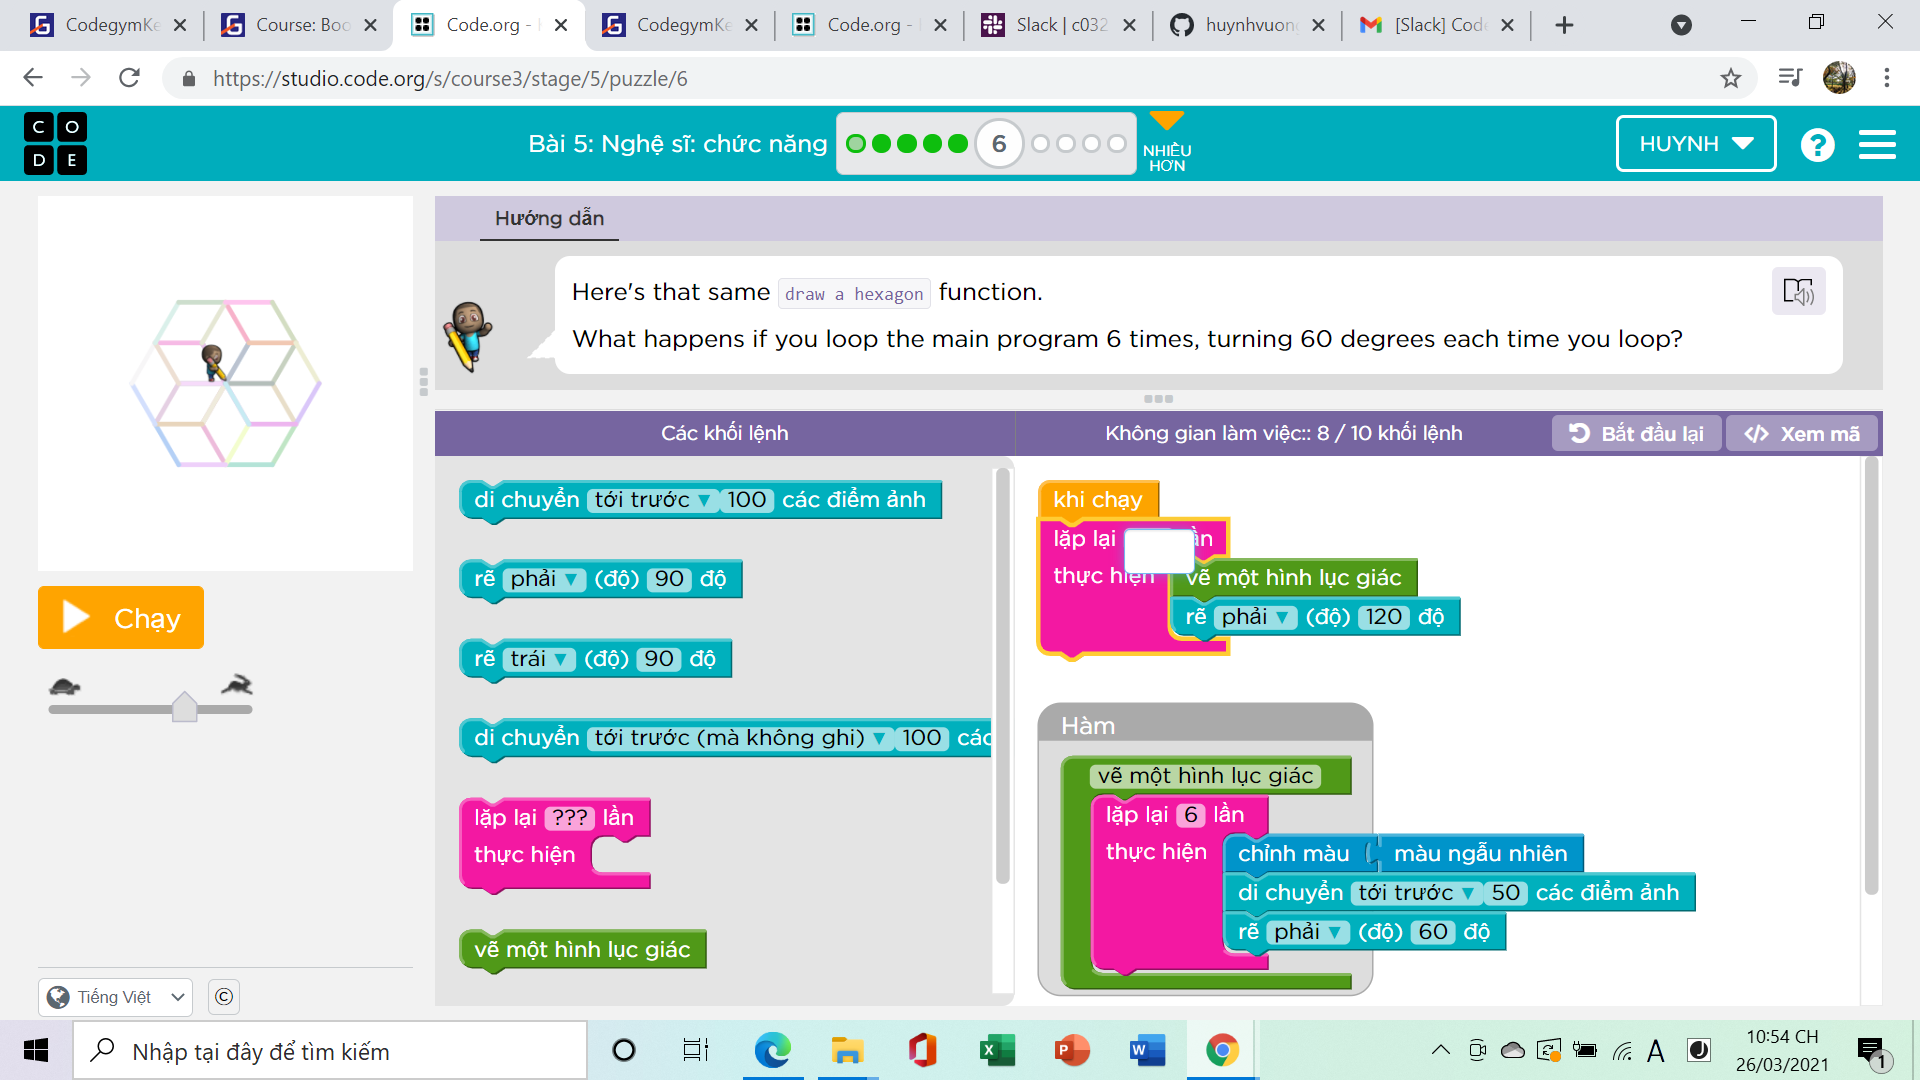 CodegymKe
Course: Boo
Code.org -
CodegymKe
Code.org -
Slack | c032
huynhvuong
[Slack] Code
https://studio.code.org/s/course3/stage/5/puzzle/6
C O
D E
Bài 5: Nghệ sĩ: chức năng
6
NHIỀU
HƠN
HUYNH
?
Hướng dẫn
Here's that same draw a hexagon function.
What happens if you loop the main program 6 times, turning 60 degrees each time you loop?
Các khối lệnh
Không gian làm việc:: 8 / 10 khối lệnh
Bắt đầu lại
Xem mã
di chuyển tới trước 100 các điểm ảnh
rẽ phải (độ) 90 độ
rẽ trái (độ) 90 độ
di chuyển tới trước (mà không ghi) 100 các
lặp lại ??? lần
thực hiện
vẽ một hình lục giác
khi chạy
lặp lại
thực hiện
vẽ một hình lục giác
rẽ phải (độ) 120 độ
Hàm
vẽ một hình lục giác
lặp lại 6 lần
thực hiện
chỉnh màu màu ngẫu nhiên
di chuyển tới trước 50 các điểm ảnh
rẽ phải (độ) 60 độ
Chạy
Tiếng Việt
©
Nhập tại đây để tìm kiếm
10:54 CH
26/03/2021
1